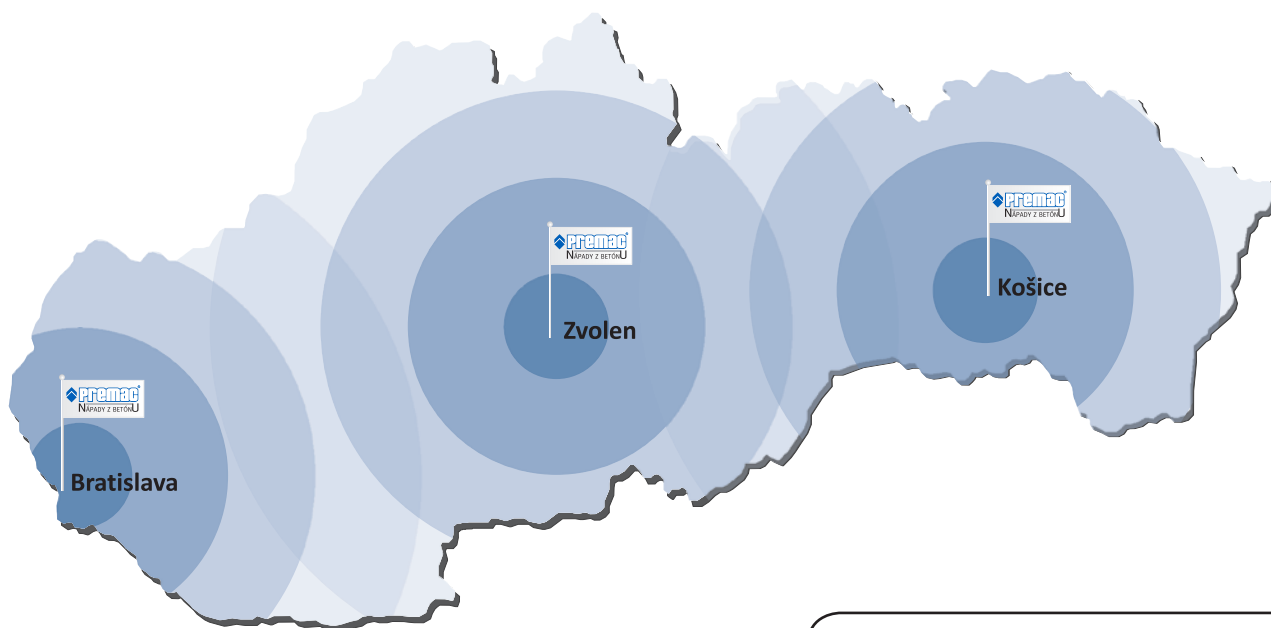 PREMAC®
NÁPADY Z BETÓNU
Košice
PREMAC®
NÁPADY Z BETÓNU
Zvolen
PREMAC®
NÁPADY Z BETÓNU
Bratislava